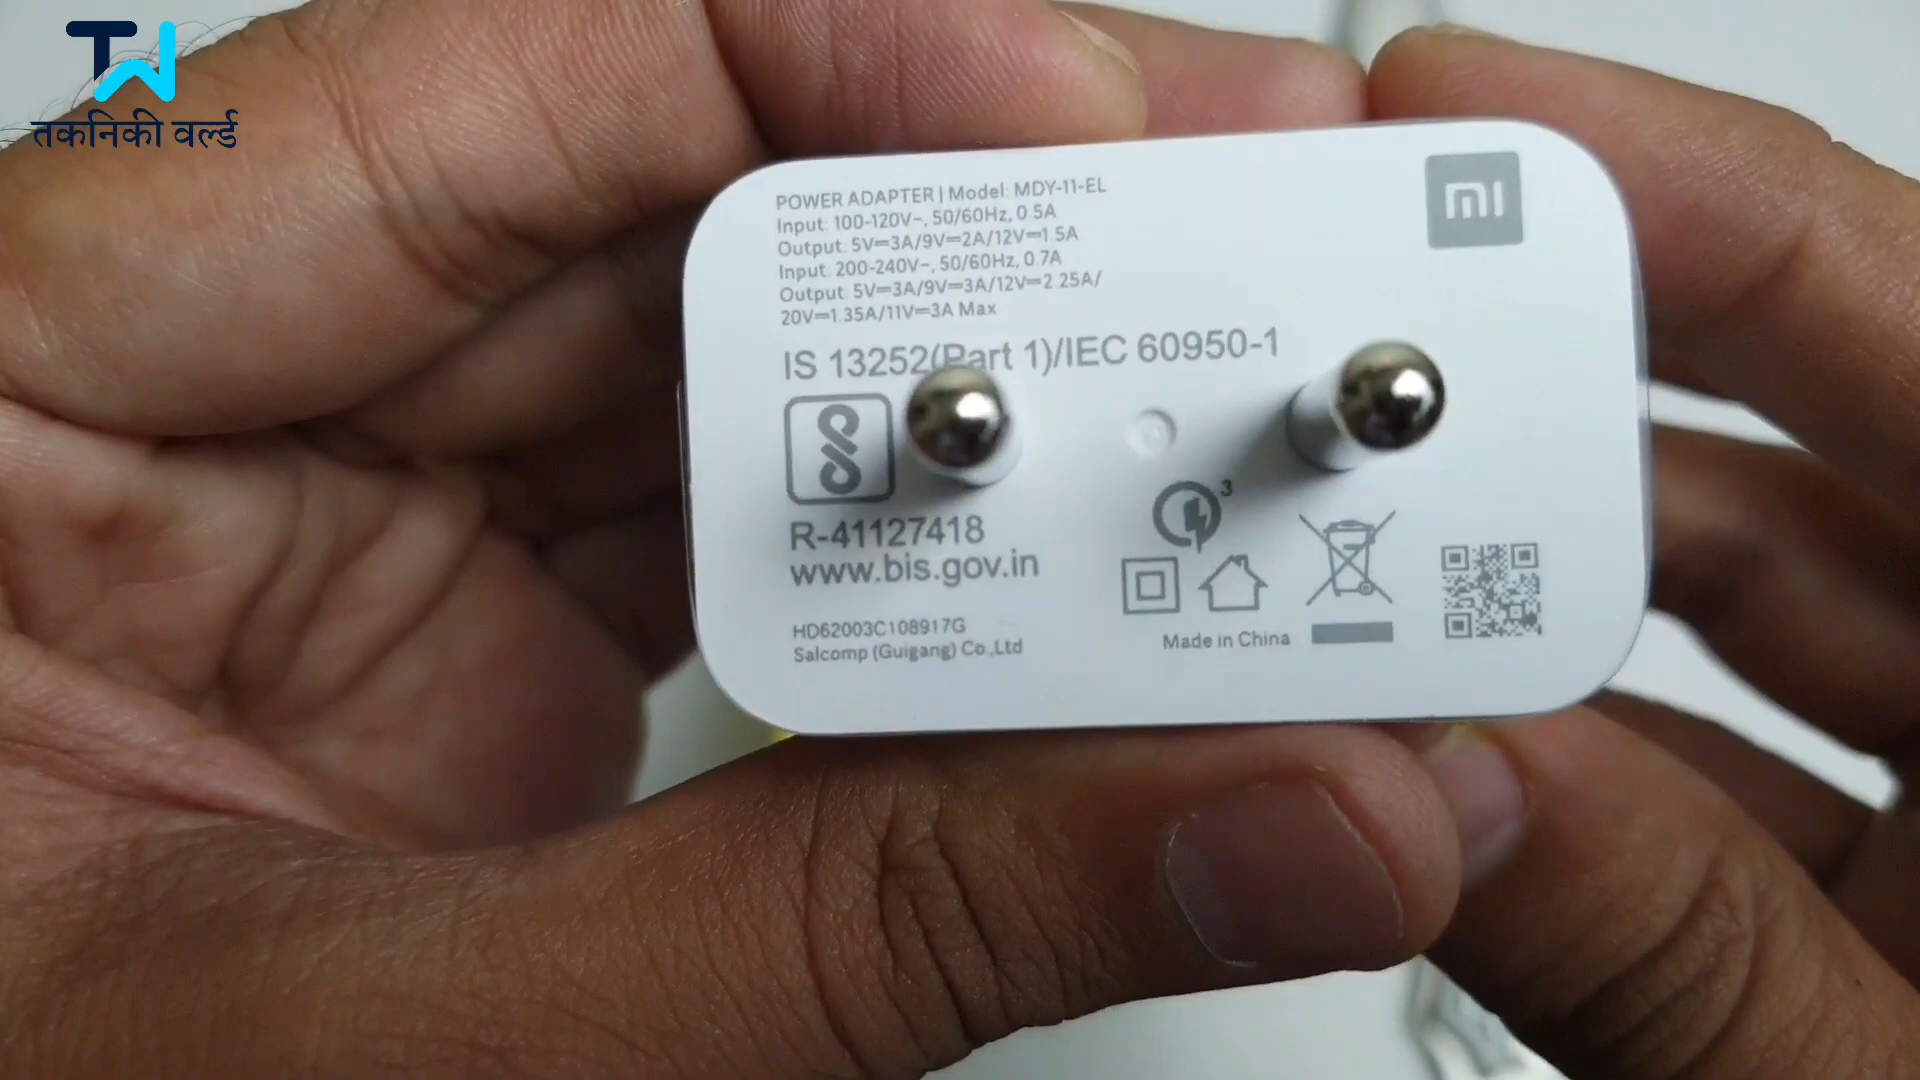 TW
तकनिकी वर्ल्ड
POWER ADAPTER | Model: MDY-11-EL
Input: 100-120V~, 50/60Hz, 0.5A
Output: 5V⎓3A/9V⎓2A/12V⎓1.5A
Input: 200-240V~, 50/60Hz, 0.7A
Output: 5V⎓3A/9V⎓3A/12V⎓2.25A/
20V⎓1.35A/11V⎓3A Max
mi
IS 13252(Part 1)/IEC 60950-1
R-41127418
www.bis.gov.in
3
HD62003C108917G
Salcomp (Guigang) Co.,Ltd
Made in China